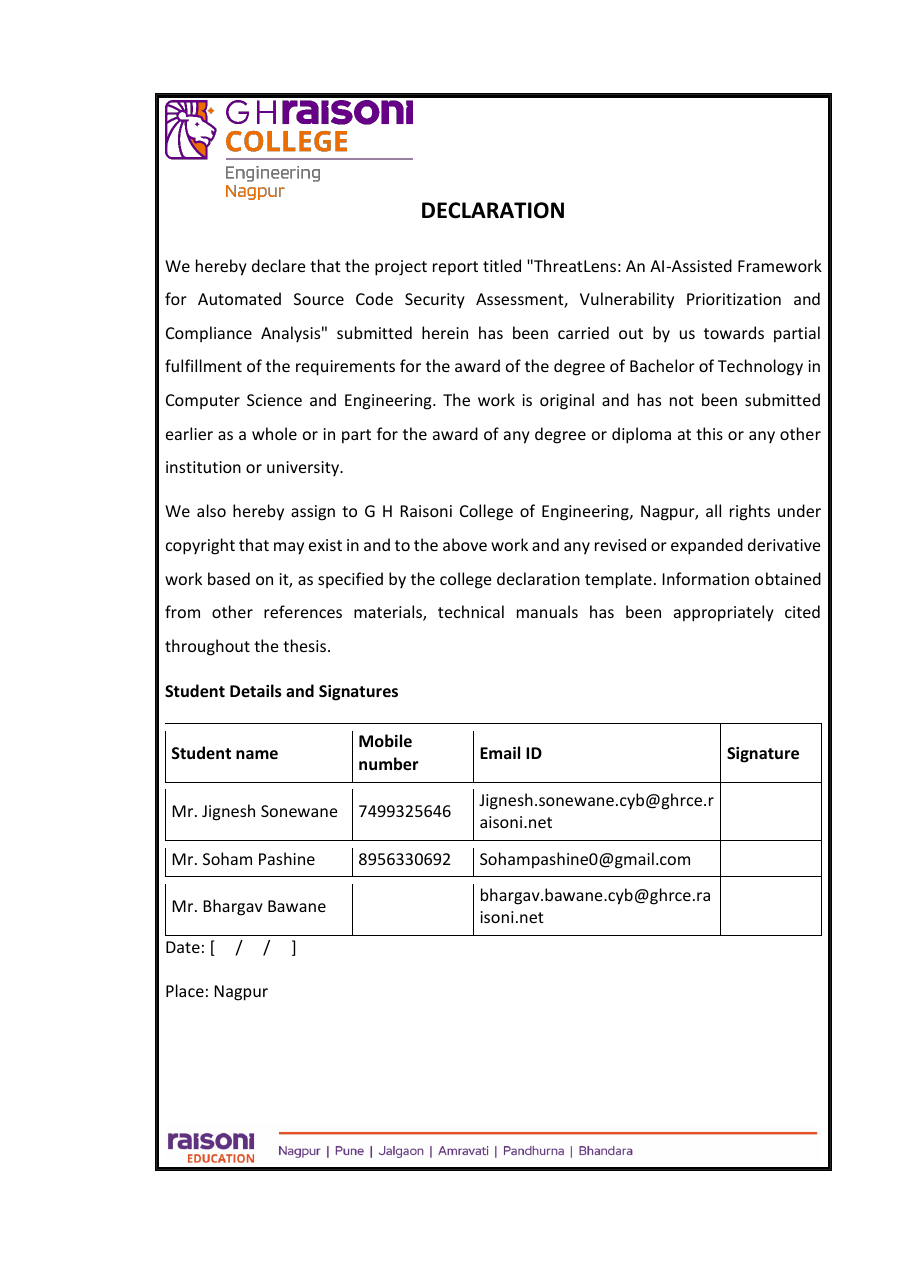 GHraisoni
COLLEGE
Engineering
Nagpur
DECLARATION
We hereby declare that the project report titled "ThreatLens: An AI-Assisted Framework
for Automated Source Code Security Assessment, Vulnerability Prioritization and
Compliance Analysis" submitted herein has been carried out by us towards partial
fulfillment of the requirements for the award of the degree of Bachelor of Technology in
Computer Science and Engineering. The work is original and has not been submitted
earlier as a whole or in part for the award of any degree or diploma at this or any other
institution or university.
We also hereby assign to G H Raisoni College of Engineering, Nagpur, all rights under
copyright that may exist in and to the above work and any revised or expanded derivative
work based on it, as specified by the college declaration template. Information obtained
from other references materials, technical manuals has been appropriately cited
throughout the thesis.
Student Details and Signatures
Student name Mobile number Email ID Signature
Mr. Jignesh Sonewane 7499325646 Jignesh.sonewane.cyb@ghrce.r
aisoni.net
Mr. Soham Pashine 8956330692 Sohampashine0@gmail.com
Mr. Bhargav Bawane bhargav.bawane.cyb@ghrce.ra
isoni.net
Date: [ / / ]
Place: Nagpur
raisoni
EDUCATION
Nagpur | Pune | Jalgaon | Amravati | Pandhurna | Bhandara